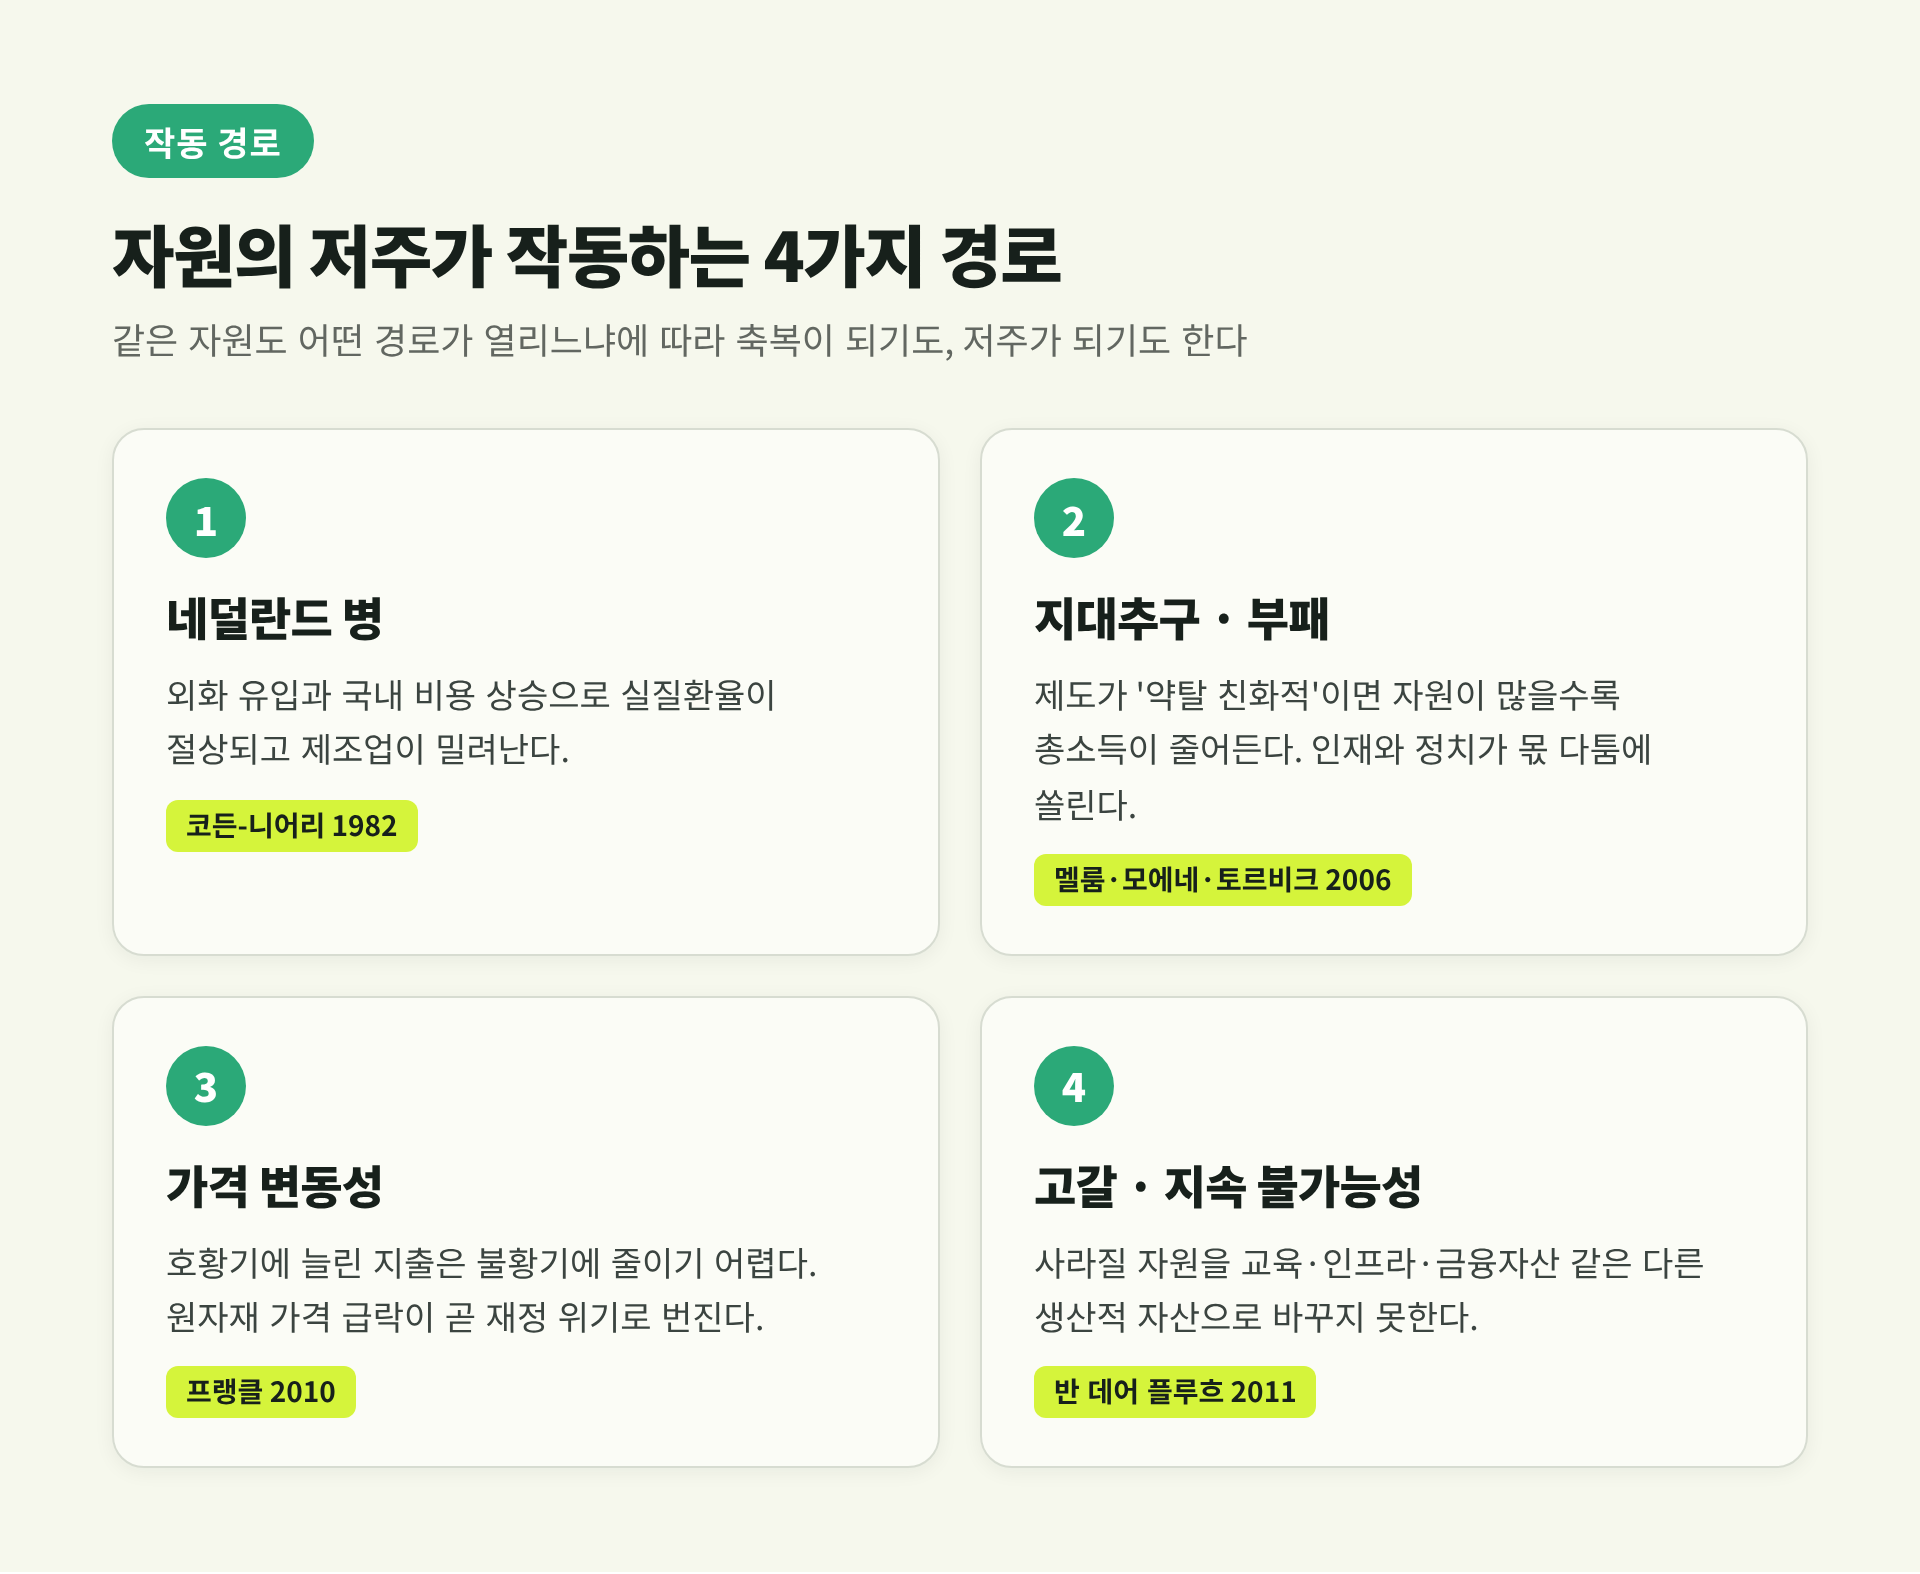 작동 경로
자원의 저주가 작동하는 4가지 경로
같은 자원도 어떤 경로가 열리느냐에 따라 축복이 되기도, 저주가 되기도 한다
1
네덜란드 병
외화 유입과 국내 비용 상승으로 실질환율이
절상되고 제조업이 밀려난다.
코든-니어리 1982
2
지대추구 · 부패
제도가 '약탈 친화적'이면 자원이 많을수록
총소득이 줄어든다. 인재와 정치가 몫 다툼에
쏠린다.
멜룸·모에네·토르비크 2006
3
가격 변동성
호황기에 늘린 지출은 불황기에 줄이기 어렵다.
원자재 가격 급락이 곧 재정 위기로 번진다.
프랭클 2010
4
고갈 · 지속 불가능성
사라질 자원을 교육·인프라·금융자산 같은 다른
생산적 자산으로 바꾸지 못한다.
반 데어 플루흐 2011